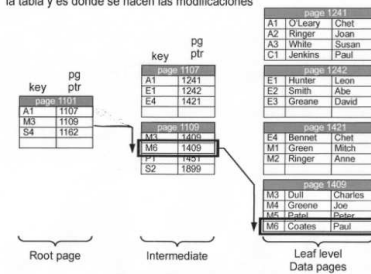 la tabla y es donde se hacen las modificaciones
key
pg
ptr
page 1101
A1 1107
M3 1109
S4 1162
Root page
key
pg
ptr
page 1107
A1 1241
E1 1242
E4 1421
page 1109
M3 1409
M6 1409
P1 1451
S2 1899
Intermediate
page 1241
A1 O'Leary Chet
A2 Ringer Joan
A3 White Susan
C1 Jenkins Paul
page 1242
E1 Hunter Leon
E2 Smith Abe
E3 Greane David
page 1421
E4 Bennet Chet
M1 Green Mitch
M2 Ringer Anne
page 1409
M3 Dull Charles
M4 Greene Joe
M5 Patel Peter
M6 Coates Paul
Leaf level
Data pages